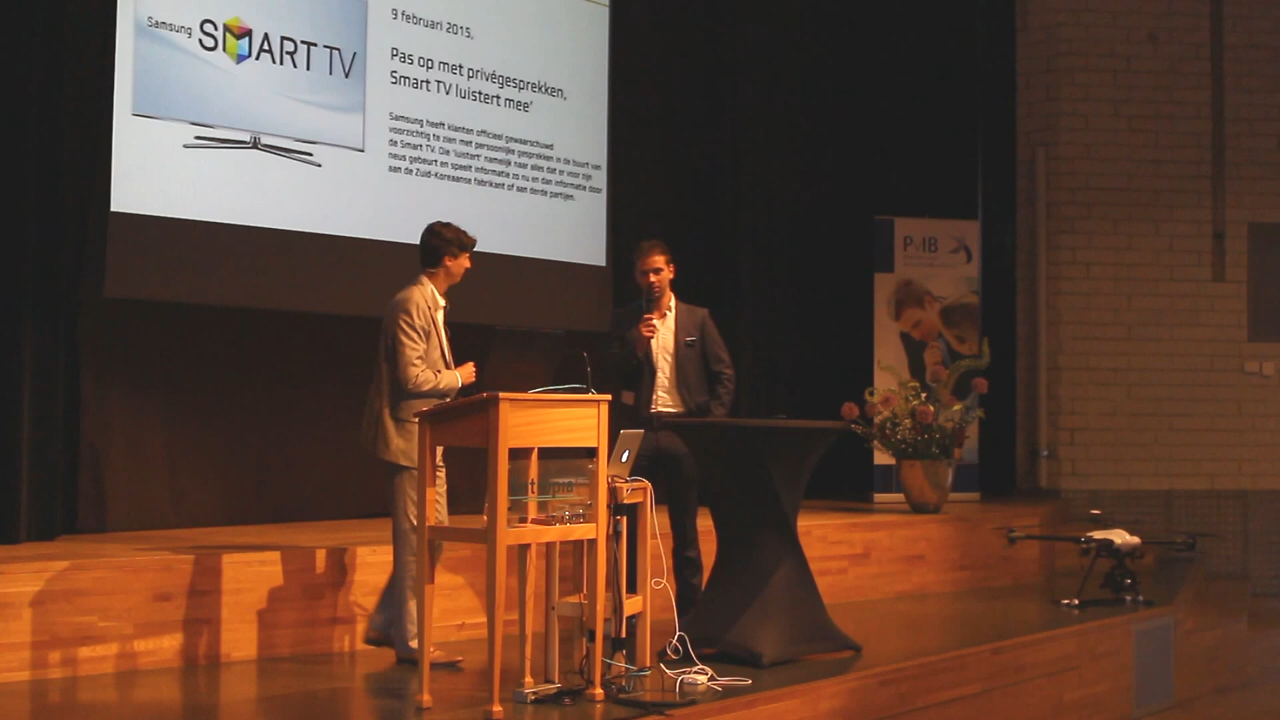 Samsung SMART TV
9 februari 2015,
Pas op met privégesprekken,
Smart TV luistert mee'
Samsung heeft klanten officieel gewaarschuwd
voorzichtig te zien met persoonlijke gesprekken in de buurt van
de Smart TV. Die 'luistert' namelijk naar alles dat er voor zijn
neus gebeurt en speelt informatie zo nu en dan informatie door
aan de Zuid-Koreaanse fabrikant of aan derde partijen.
PvIB